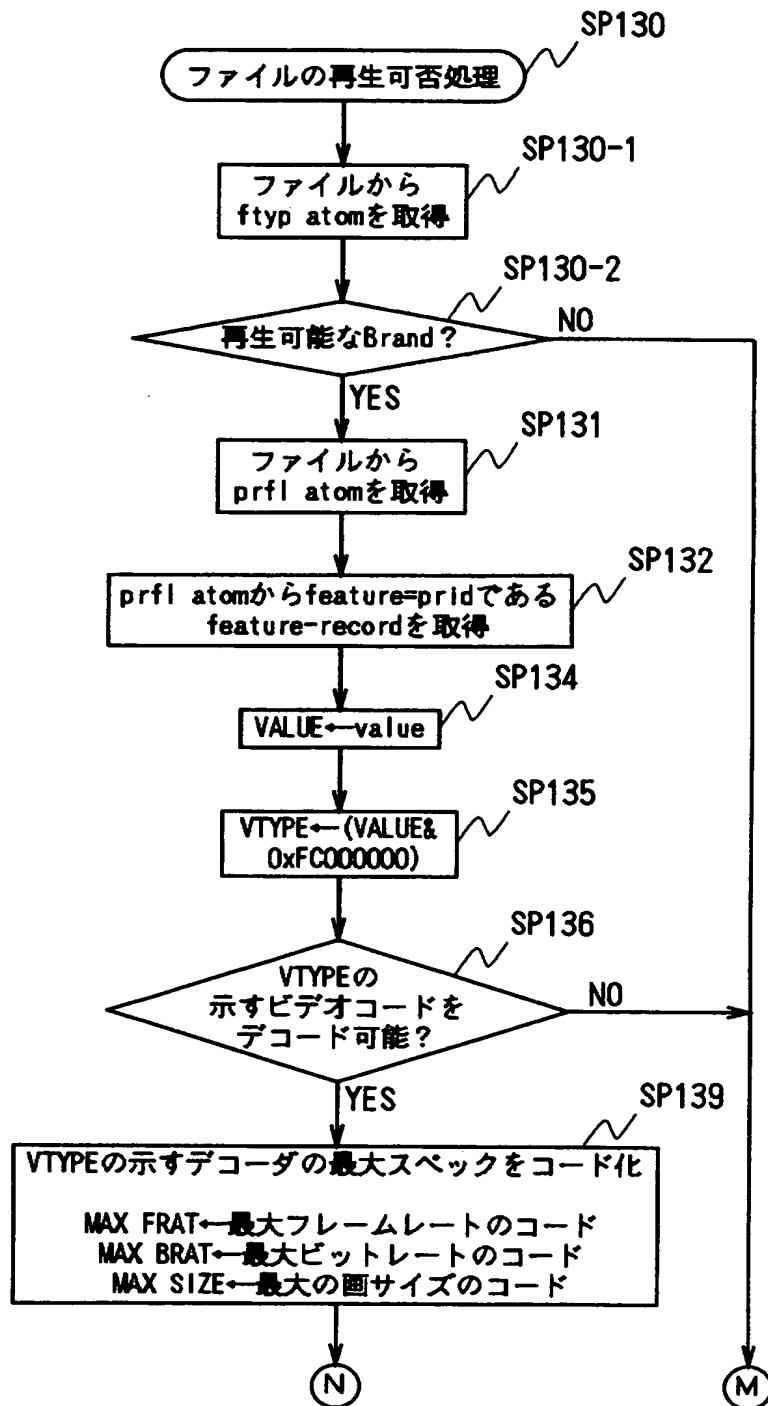 SP130
ファイルの再生可否処理
SP130-1
ファイルから
ftyp atomを取得
SP130-2
再生可能なBrand？
NO
YES
SP131
ファイルから
prfl atomを取得
SP132
prfl atomからfeature=pridである
feature-recordを取得
SP134
VALUE←value
SP135
VTYPE←(VALUE&
0xFC000000)
SP136
VTYPEの
示すビデオコードを
デコード可能？
NO
YES
SP139
VTYPEの示すデコーダの最大スペックをコード化
MAX FRAT←最大フレームレートのコード
MAX BRAT←最大ビットレートのコード
MAX SIZE←最大の画サイズのコード
N
M